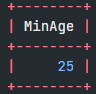 +--------+
| MinAge |
+--------+
|     25 |
+--------+